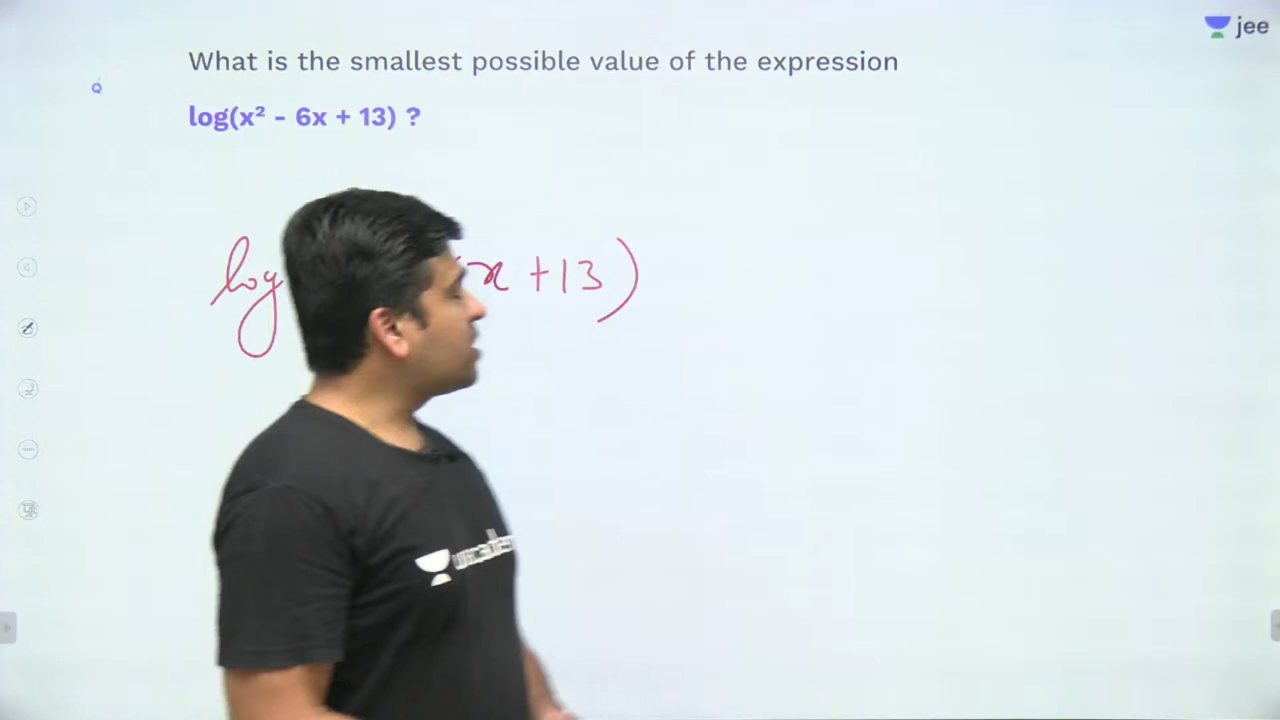 jee
What is the smallest possible value of the expression
log(x² - 6x + 13) ?
log x + 13)